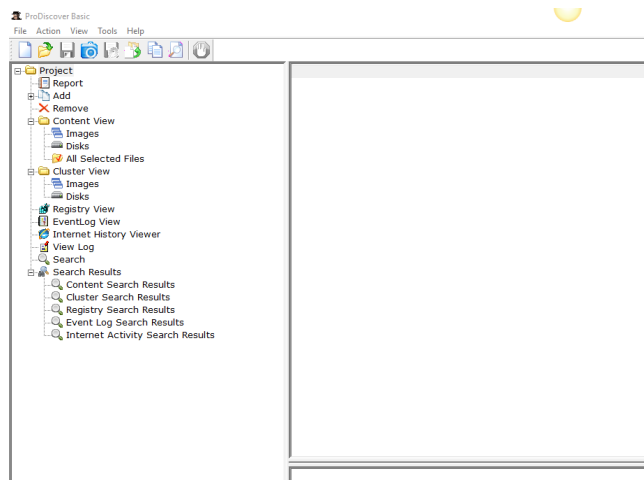 ProDiscover Basic
File Action View Tools Help
Project
Report
Add
Remove
Content View
Images
Disks
All Selected Files
Cluster View
Images
Disks
Registry View
EventLog View
Internet History Viewer
View Log
Search
Search Results
Content Search Results
Cluster Search Results
Registry Search Results
Event Log Search Results
Internet Activity Search Results